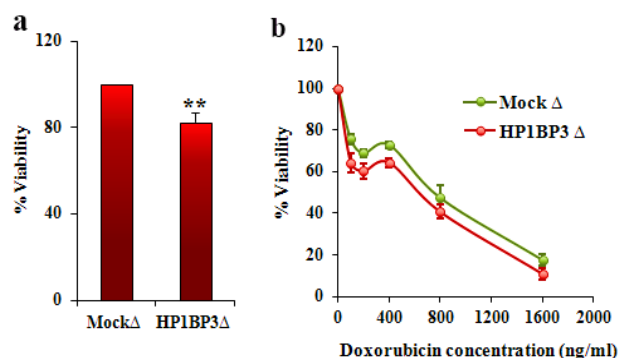 a
120
80
40
0
% Viability
**
MockΔ
HP1BP3Δ
b
120
100
80
60
40
20
0
% Viability
Mock Δ
HP1BP3 Δ
0
400
800
1200
1600
2000
Doxorubicin concentration (ng/ml)